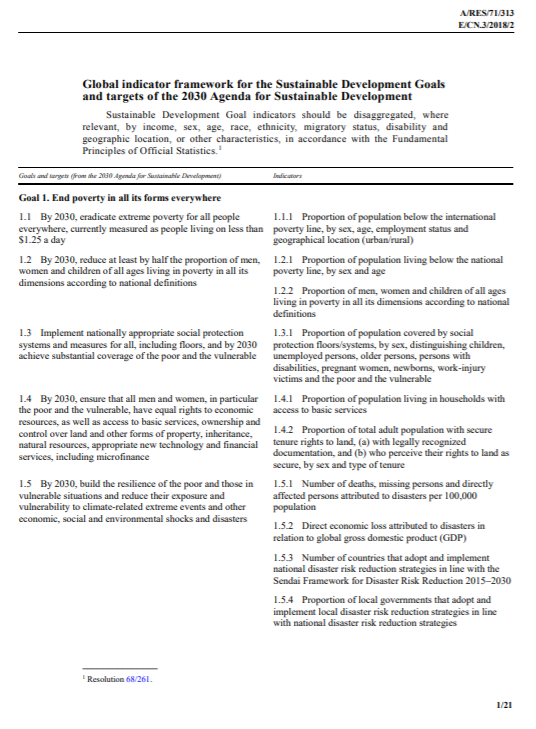 A/RES/71/313
E/CN.3/2018/2
Global indicator framework for the Sustainable Development Goals
and targets of the 2030 Agenda for Sustainable Development
Sustainable Development Goal indicators should be disaggregated, where
relevant, by income, sex, age, race, ethnicity, migratory status, disability and
geographic location, or other characteristics, in accordance with the Fundamental
Principles of Official Statistics.¹
Goals and targets (from the 2030 Agenda for Sustainable Development)
Indicators
Goal 1. End poverty in all its forms everywhere
1.1 By 2030, eradicate extreme poverty for all people
everywhere, currently measured as people living on less than
$1.25 a day
1.1.1 Proportion of population below the international
poverty line, by sex, age, employment status and
geographical location (urban/rural)
1.2 By 2030, reduce at least by half the proportion of men,
women and children of all ages living in poverty in all its
dimensions according to national definitions
1.2.1 Proportion of population living below the national
poverty line, by sex and age
1.2.2 Proportion of men, women and children of all ages
living in poverty in all its dimensions according to national
definitions
1.3 Implement nationally appropriate social protection
systems and measures for all, including floors, and by 2030
achieve substantial coverage of the poor and the vulnerable
1.3.1 Proportion of population covered by social
protection floors/systems, by sex, distinguishing children,
unemployed persons, older persons, persons with
disabilities, pregnant women, newborns, work-injury
victims and the poor and the vulnerable
1.4 By 2030, ensure that all men and women, in particular
the poor and the vulnerable, have equal rights to economic
resources, as well as access to basic services, ownership and
control over land and other forms of property, inheritance,
natural resources, appropriate new technology and financial
services, including microfinance
1.4.1 Proportion of population living in households with
access to basic services
1.4.2 Proportion of total adult population with secure
tenure rights to land, (a) with legally recognized
documentation, and (b) who perceive their rights to land as
secure, by sex and type of tenure
1.5 By 2030, build the resilience of the poor and those in
vulnerable situations and reduce their exposure and
vulnerability to climate-related extreme events and other
economic, social and environmental shocks and disasters
1.5.1 Number of deaths, missing persons and directly
affected persons attributed to disasters per 100,000
population
1.5.2 Direct economic loss attributed to disasters in
relation to global gross domestic product (GDP)
1.5.3 Number of countries that adopt and implement
national disaster risk reduction strategies in line with the
Sendai Framework for Disaster Risk Reduction 2015–2030
1.5.4 Proportion of local governments that adopt and
implement local disaster risk reduction strategies in line
with national disaster risk reduction strategies
¹ Resolution 68/261.
1/21